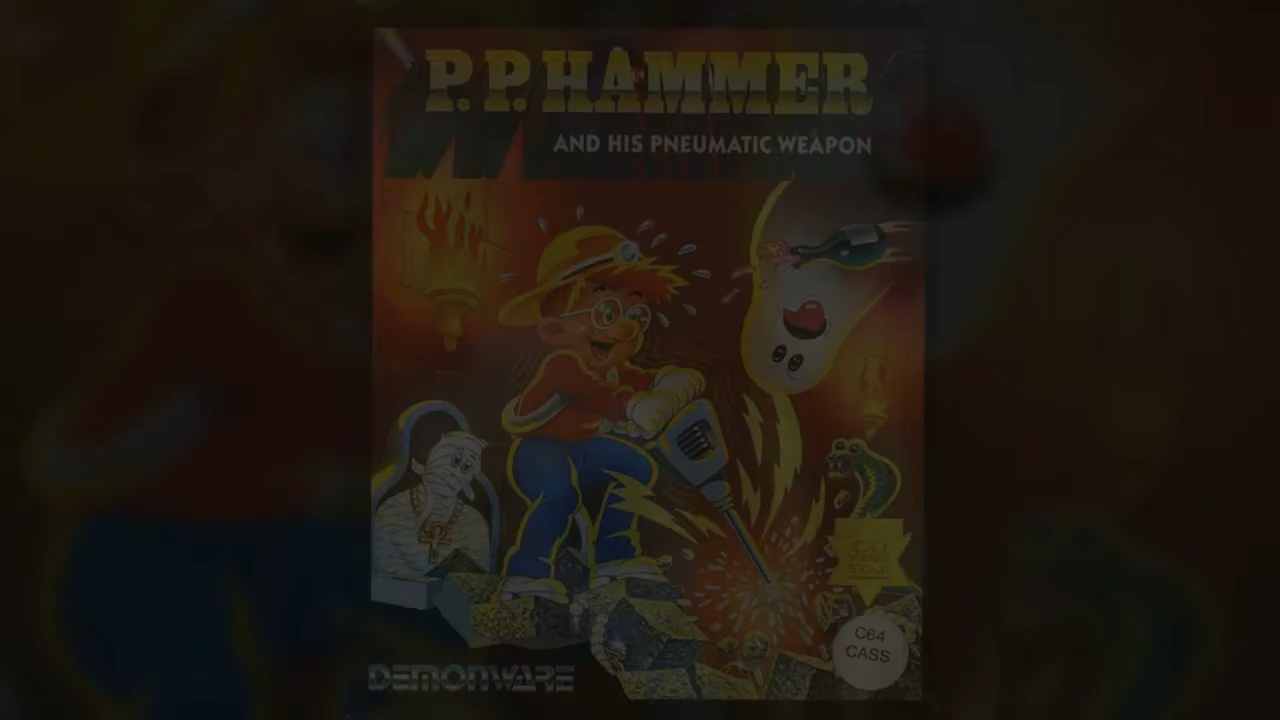 P.P. HAMMER
AND HIS PNEUMATIC WEAPON
C64
CASS
DEMONWARE